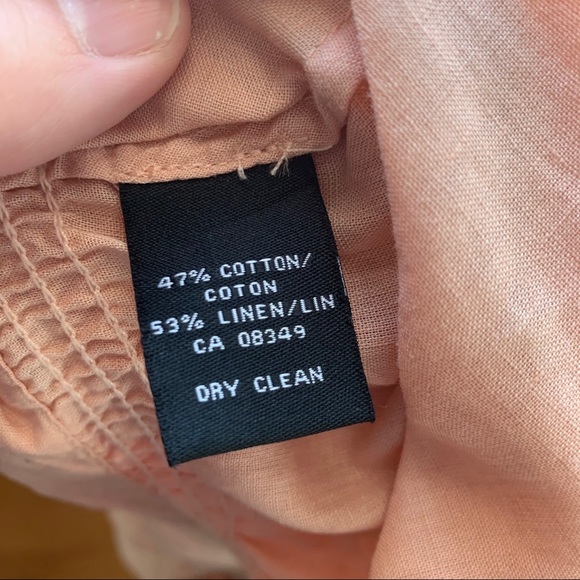 47% COTTON/
COTON
53% LINEN/LIN
CA 08349
DRY CLEAN